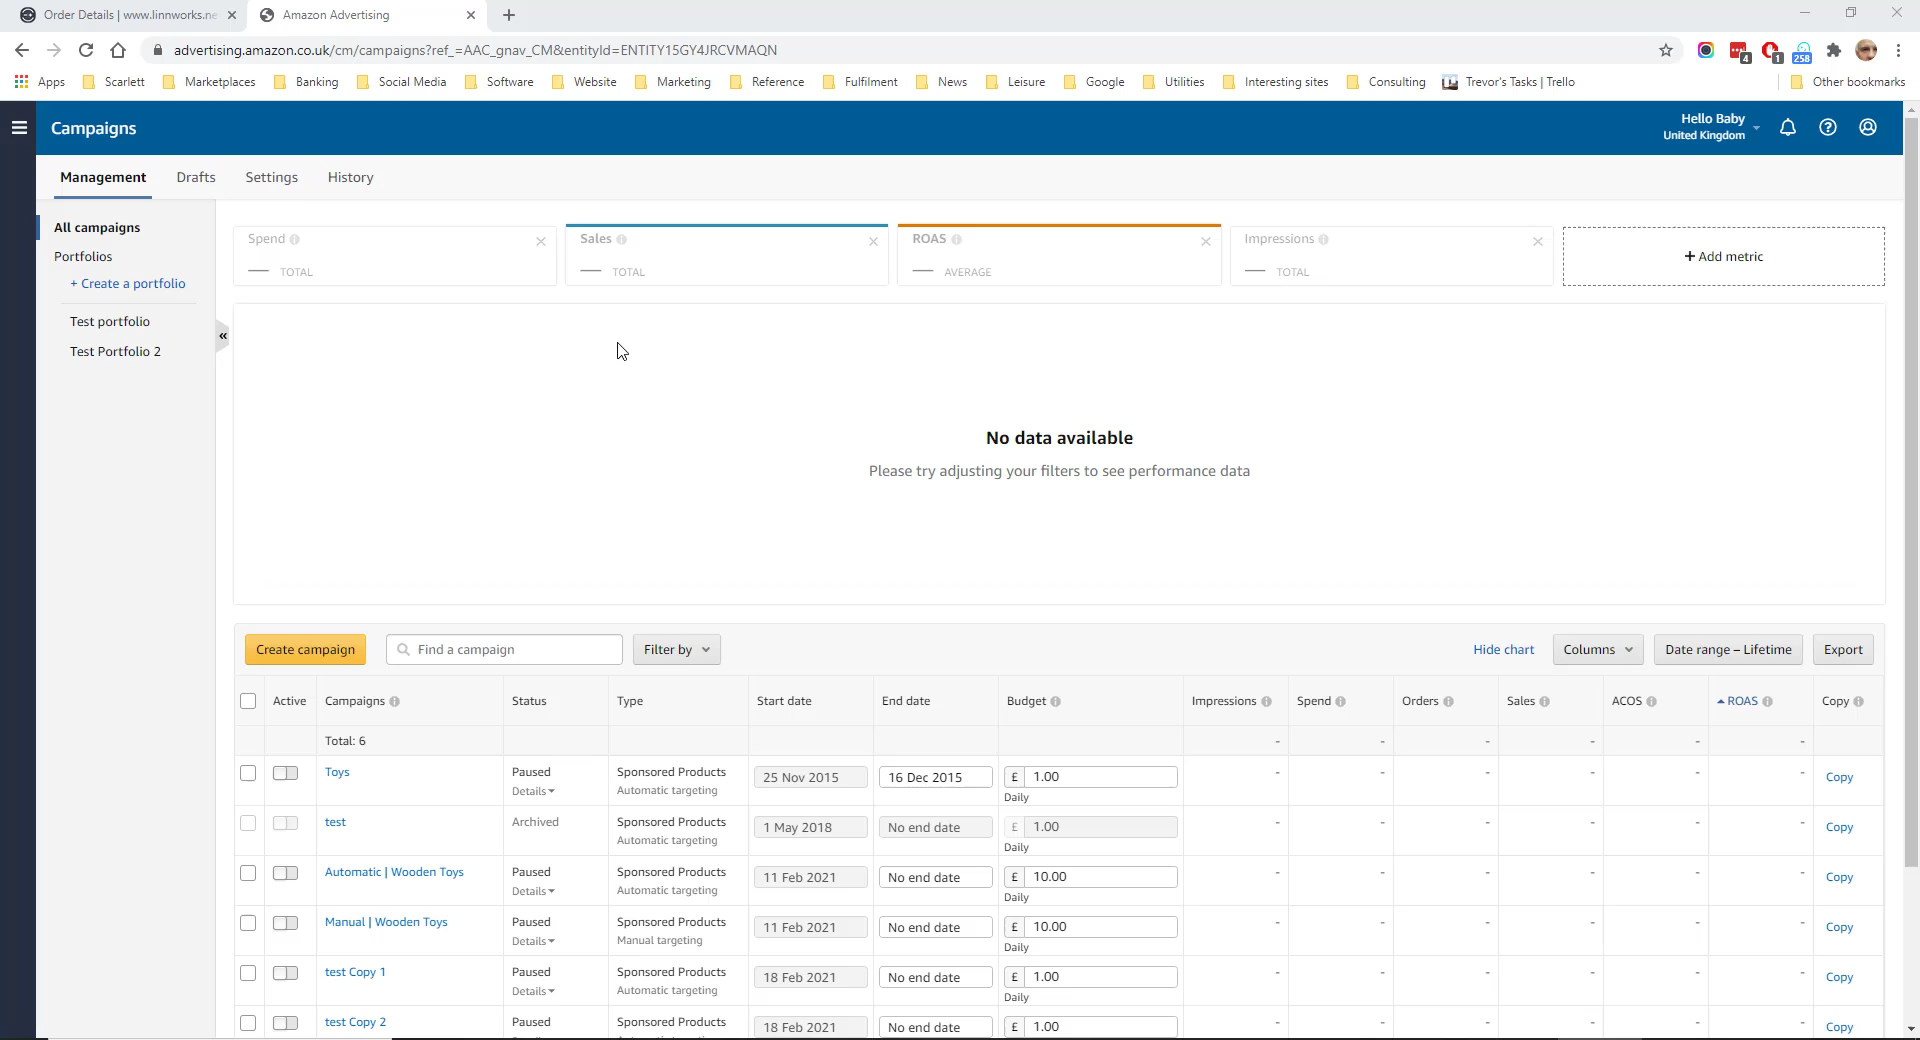 Order Details | www.linnworks.ne
Amazon Advertising
advertising.amazon.co.uk/cm/campaigns?ref_=AAC_gnav_CM&entityId=ENTITY15GY4JRCVMAQN
4
1
258
Apps
Scarlett
Marketplaces
Banking
Social Media
Software
Website
Marketing
Reference
Fulfilment
News
Leisure
Google
Utilities
Interesting sites
Consulting
Trevor's Tasks | Trello
Other bookmarks
Campaigns
Hello Baby
United Kingdom
Management
Drafts
Settings
History
All campaigns
Portfolios
+ Create a portfolio
Test portfolio
Test Portfolio 2
«
Spend
— TOTAL
Sales
— TOTAL
ROAS
— AVERAGE
Impressions
— TOTAL
+ Add metric
No data available
Please try adjusting your filters to see performance data
Create campaign
Find a campaign
Filter by
Hide chart
Columns
Date range – Lifetime
Export
Active
Campaigns
Status
Type
Start date
End date
Budget
Impressions
Spend
Orders
Sales
ACOS
ROAS
Copy
Total: 6
- - - - - -
Toys
Paused
Details
Sponsored Products
Automatic targeting
25 Nov 2015
16 Dec 2015
£ 1.00
Daily
- - - - - -
Copy
test
Archived
Sponsored Products
Automatic targeting
1 May 2018
No end date
£ 1.00
Daily
- - - - - -
Copy
Automatic | Wooden Toys
Paused
Details
Sponsored Products
Automatic targeting
11 Feb 2021
No end date
£ 10.00
Daily
- - - - - -
Copy
Manual | Wooden Toys
Paused
Details
Sponsored Products
Manual targeting
11 Feb 2021
No end date
£ 10.00
Daily
- - - - - -
Copy
test Copy 1
Paused
Details
Sponsored Products
Automatic targeting
18 Feb 2021
No end date
£ 1.00
Daily
- - - - - -
Copy
test Copy 2
Paused
Sponsored Products
18 Feb 2021
No end date
£ 1.00
- - - - - -
Copy